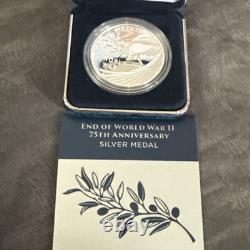 END OF WORLD WAR II
75TH ANNIVERSARY
SILVER MEDAL